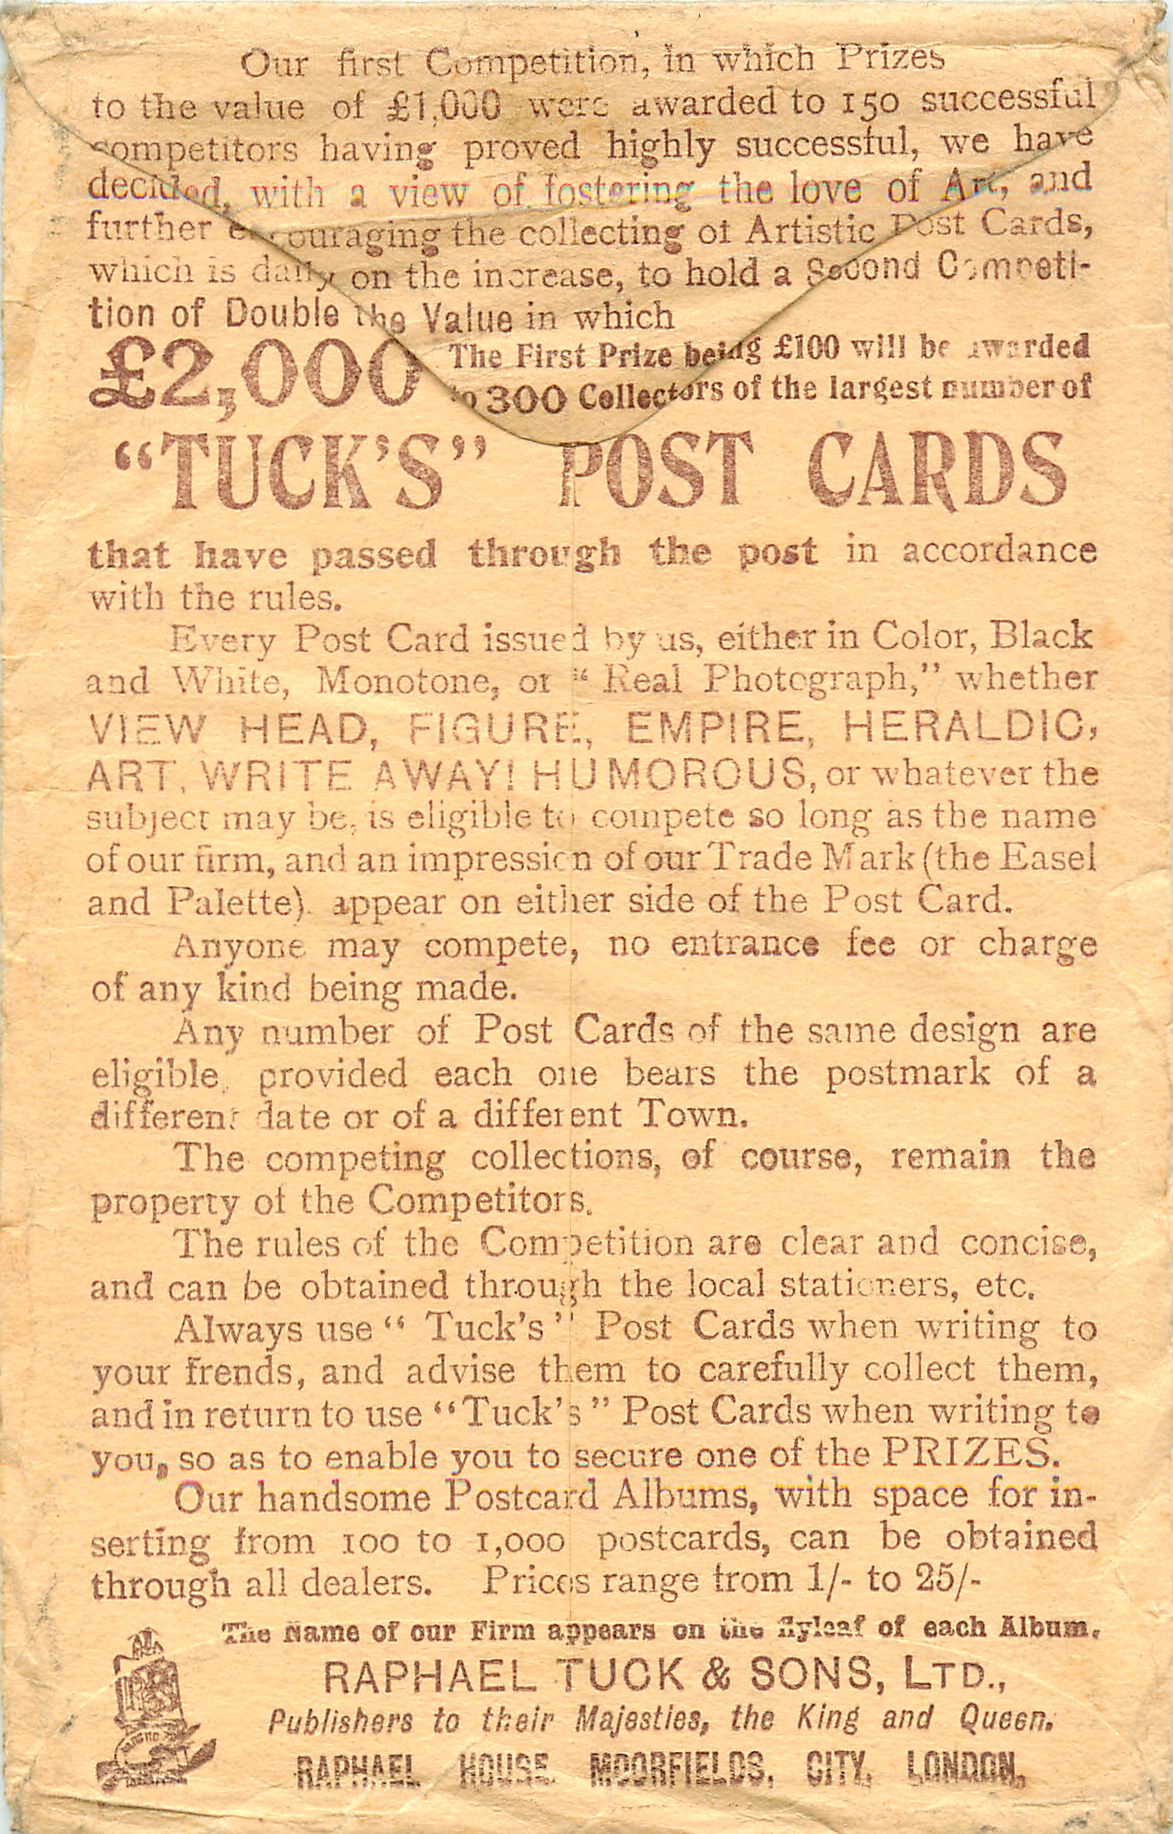 Our first Competition, in which Prizes
to the value of £1,000 were awarded to 150 successful
competitors having proved highly successful, we have
decided, with a view of fostering the love of Art, and
further encouraging the collecting of Artistic Post Cards,
which is daily on the increase, to hold a Second Competi-
tion of Double the Value in which
£2,000 The First Prize being £100 will be awarded
to 300 Collectors of the largest number of
“TUCK’S” POST CARDS
that have passed through the post in accordance
with the rules.
Every Post Card issued by us, either in Color, Black
and White, Monotone, or “Real Photograph,” whether
VIEW HEAD, FIGURE, EMPIRE, HERALDIC,
ART, WRITE AWAY! HUMOROUS, or whatever the
subject may be, is eligible to compete so long as the name
of our firm, and an impression of our Trade Mark (the Easel
and Palette) appear on either side of the Post Card.
Anyone may compete, no entrance fee or charge
of any kind being made.
Any number of Post Cards of the same design are
eligible, provided each one bears the postmark of a
different date or of a different Town.
The competing collections, of course, remain the
property of the Competitors.
The rules of the Competition are clear and concise,
and can be obtained through the local stationers, etc.
Always use “Tuck’s” Post Cards when writing to
your frends, and advise them to carefully collect them,
and in return to use “Tuck’s” Post Cards when writing to
you, so as to enable you to secure one of the PRIZES.
Our handsome Postcard Albums, with space for in-
serting from 100 to 1,000 postcards, can be obtained
through all dealers. Prices range from 1/- to 25/-
The Name of our Firm appears on the flyleaf of each Album.
RAPHAEL TUCK & SONS, LTD.,
Publishers to their Majesties, the King and Queen.
RAPHAEL HOUSE MOORFIELDS, CITY, LONDON,